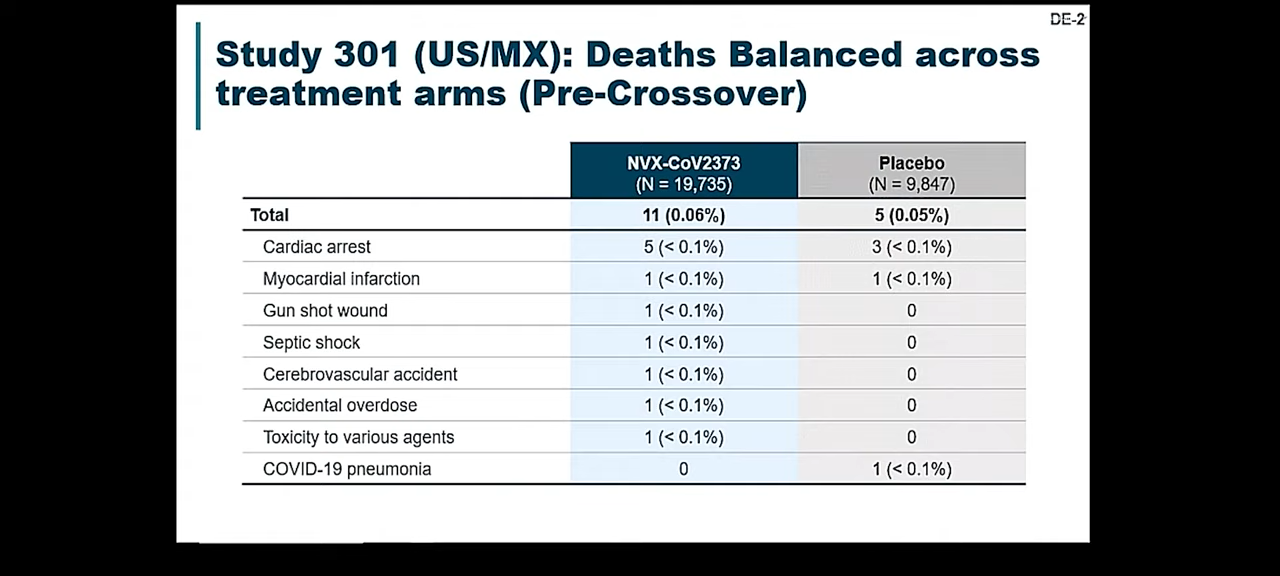 DE-2
Study 301 (US/MX): Deaths Balanced across
treatment arms (Pre-Crossover)
NVX-CoV2373 Placebo
(N = 19,735) (N = 9,847)
Total 11 (0.06%) 5 (0.05%)
Cardiac arrest 5 (< 0.1%) 3 (< 0.1%)
Myocardial infarction 1 (< 0.1%) 1 (< 0.1%)
Gun shot wound 1 (< 0.1%) 0
Septic shock 1 (< 0.1%) 0
Cerebrovascular accident 1 (< 0.1%) 0
Accidental overdose 1 (< 0.1%) 0
Toxicity to various agents 1 (< 0.1%) 0
COVID-19 pneumonia 0 1 (< 0.1%)